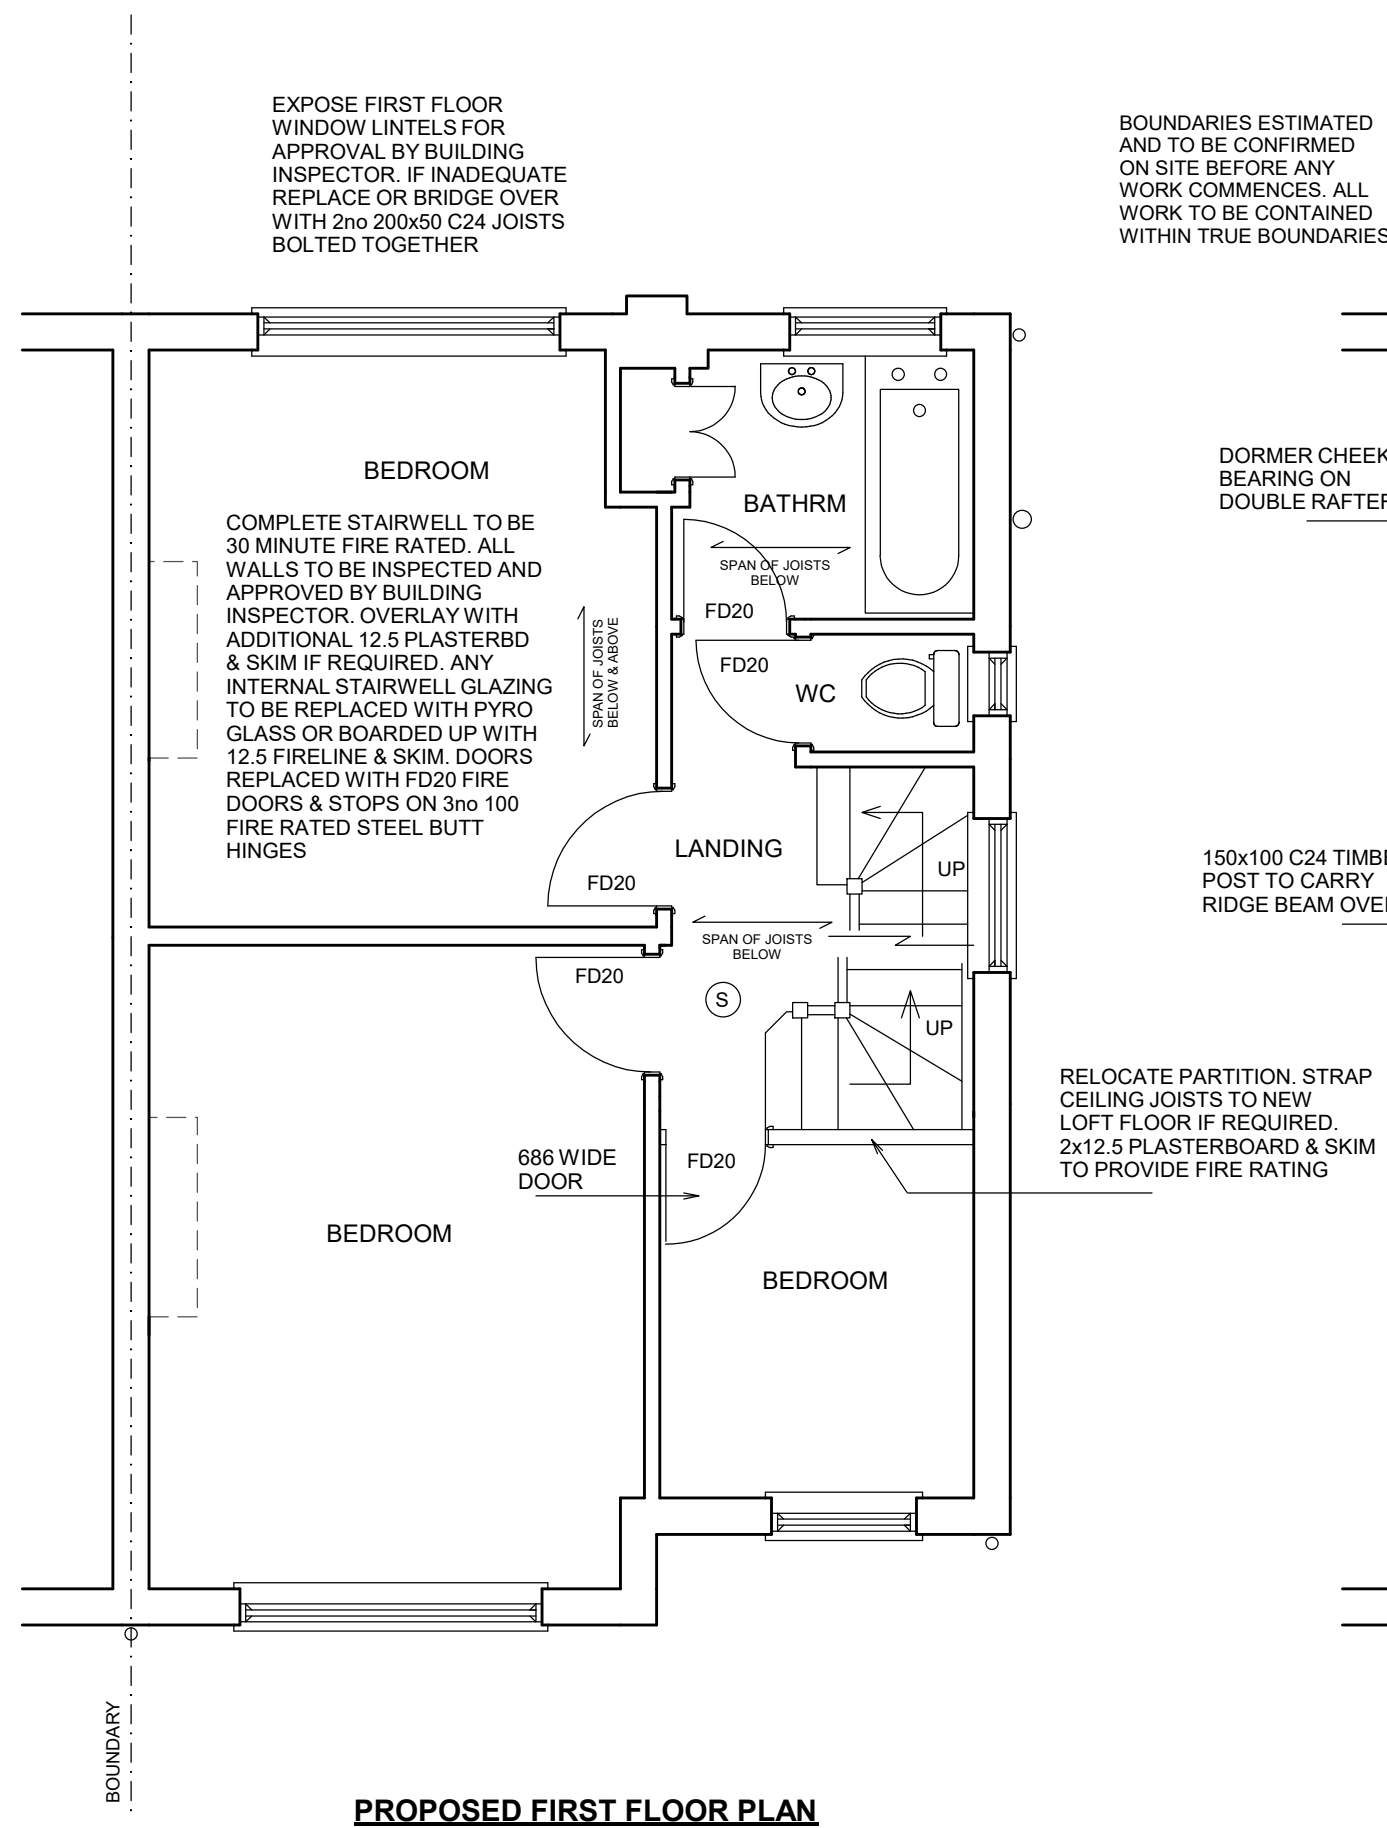 EXPOSE FIRST FLOOR
WINDOW LINTELS FOR
APPROVAL BY BUILDING
INSPECTOR. IF INADEQUATE
REPLACE OR BRIDGE OVER
WITH 2no 200x50 C24 JOISTS
BOLTED TOGETHER
BOUNDARIES ESTIMATED
AND TO BE CONFIRMED
ON SITE BEFORE ANY
WORK COMMENCES. ALL
WORK TO BE CONTAINED
WITHIN TRUE BOUNDARIES
BEDROOM
COMPLETE STAIRWELL TO BE
30 MINUTE FIRE RATED. ALL
WALLS TO BE INSPECTED AND
APPROVED BY BUILDING
INSPECTOR. OVERLAY WITH
ADDITIONAL 12.5 PLASTERBD
& SKIM IF REQUIRED. ANY
INTERNAL STAIRWELL GLAZING
TO BE REPLACED WITH PYRO
GLASS OR BOARDED UP WITH
12.5 FIRELINE & SKIM. DOORS
REPLACED WITH FD20 FIRE
DOORS & STOPS ON 3no 100
FIRE RATED STEEL BUTT
HINGES
SPAN OF JOISTS
BELOW & ABOVE
BATHRM
SPAN OF JOISTS
BELOW
FD20
FD20
WC
DORMER CHEEK
BEARING ON
DOUBLE RAFTER
LANDING
UP
FD20
150x100 C24 TIMBE
POST TO CARRY
RIDGE BEAM OVE
SPAN OF JOISTS
BELOW
FD20
S
UP
RELOCATE PARTITION. STRAP
CEILING JOISTS TO NEW
LOFT FLOOR IF REQUIRED.
2x12.5 PLASTERBOARD & SKIM
TO PROVIDE FIRE RATING
686 WIDE
DOOR
FD20
BEDROOM
BEDROOM
BOUNDARY
PROPOSED FIRST FLOOR PLAN